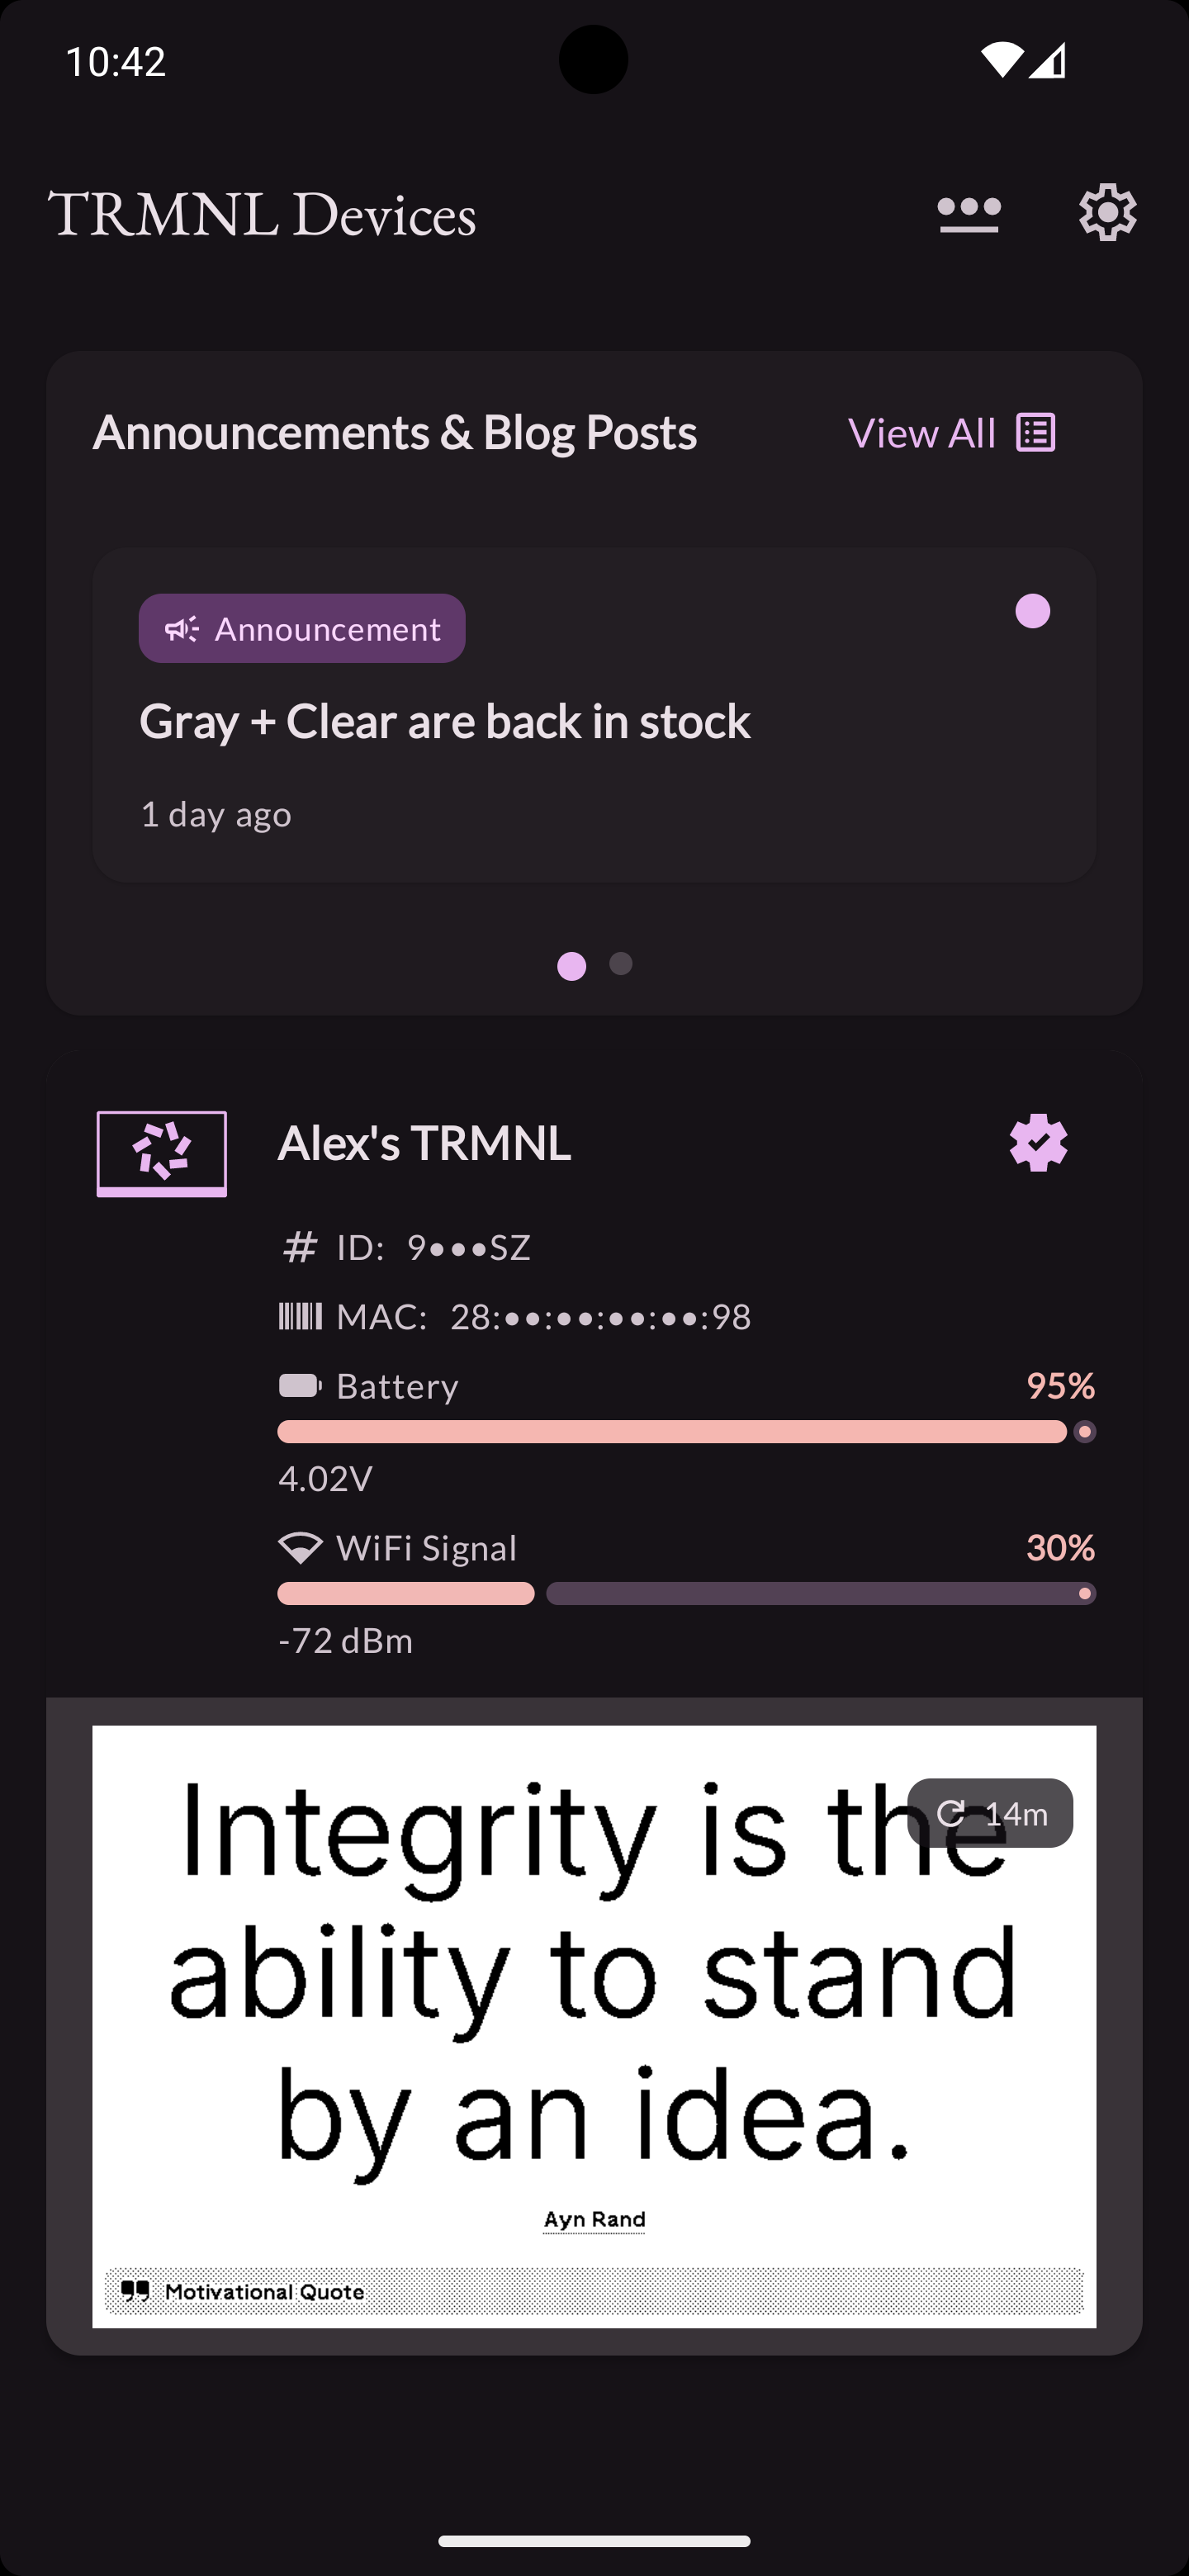 10:42
TRMNL Devices
Announcements & Blog Posts
View All
Announcement
Gray + Clear are back in stock
1 day ago
Alex's TRMNL
ID: 9•••SZ
MAC: 28:••:••:••:••:98
Battery 95%
4.02V
WiFi Signal 30%
-72 dBm
14m
Integrity is the
ability to stand
by an idea.
Ayn Rand
Motivational Quote